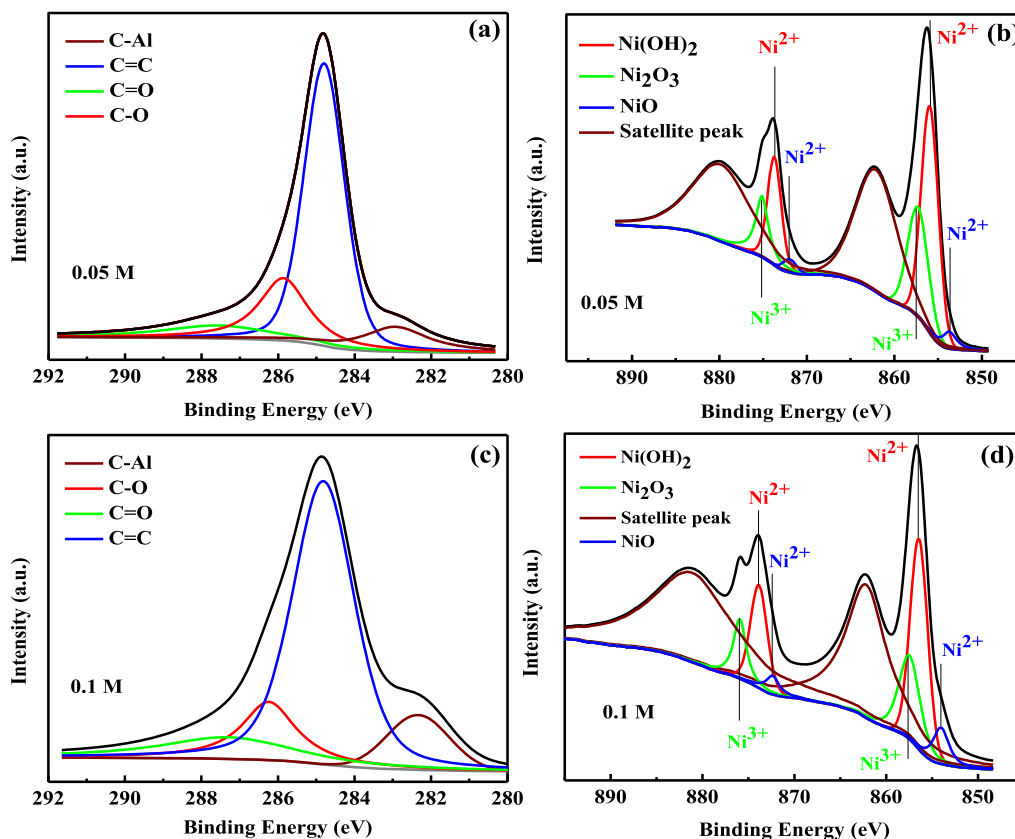 (a)
C-Al
C=C
C=O
C-O
0.05 M
Intensity (a.u.)
292 290 288 286 284 282 280
Binding Energy (eV)
(b)
Ni(OH)₂
Ni₂O₃
NiO
Satellite peak
Ni²⁺
Ni²⁺
Ni²⁺
Ni²⁺
Ni³⁺
Ni³⁺
0.05 M
Intensity (a.u.)
890 880 870 860 850
Binding Energy (eV)
(c)
C-Al
C-O
C=O
C=C
0.1 M
Intensity (a.u.)
292 290 288 286 284 282 280
Binding Energy (eV)
(d)
Ni(OH)₂
Ni₂O₃
Satellite peak
NiO
Ni²⁺
Ni²⁺
Ni²⁺
Ni²⁺
Ni³⁺
Ni³⁺
0.1 M
Intensity (a.u.)
890 880 870 860 850
Binding Energy (eV)